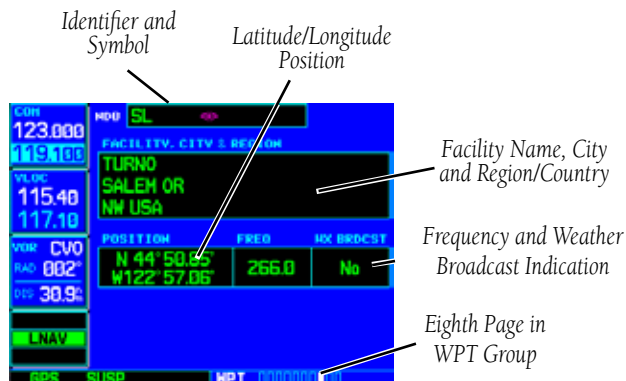 Identifier and
Symbol
Latitude/Longitude
Position
COM
123.000
119.100
VLOC
115.40
117.10
VOR CVO
RAD 002°
DIS 30.9
LNAV
NDB SL
FACILITY, CITY & REGION
TURNO
SALEM OR
NW USA
POSITION FREQ WX BRDCST
N 44°50.05' 266.0 No
W122°57.06'
GPS SUSP WPT
Facility Name, City
and Region/Country
Frequency and Weather
Broadcast Indication
Eighth Page in
WPT Group